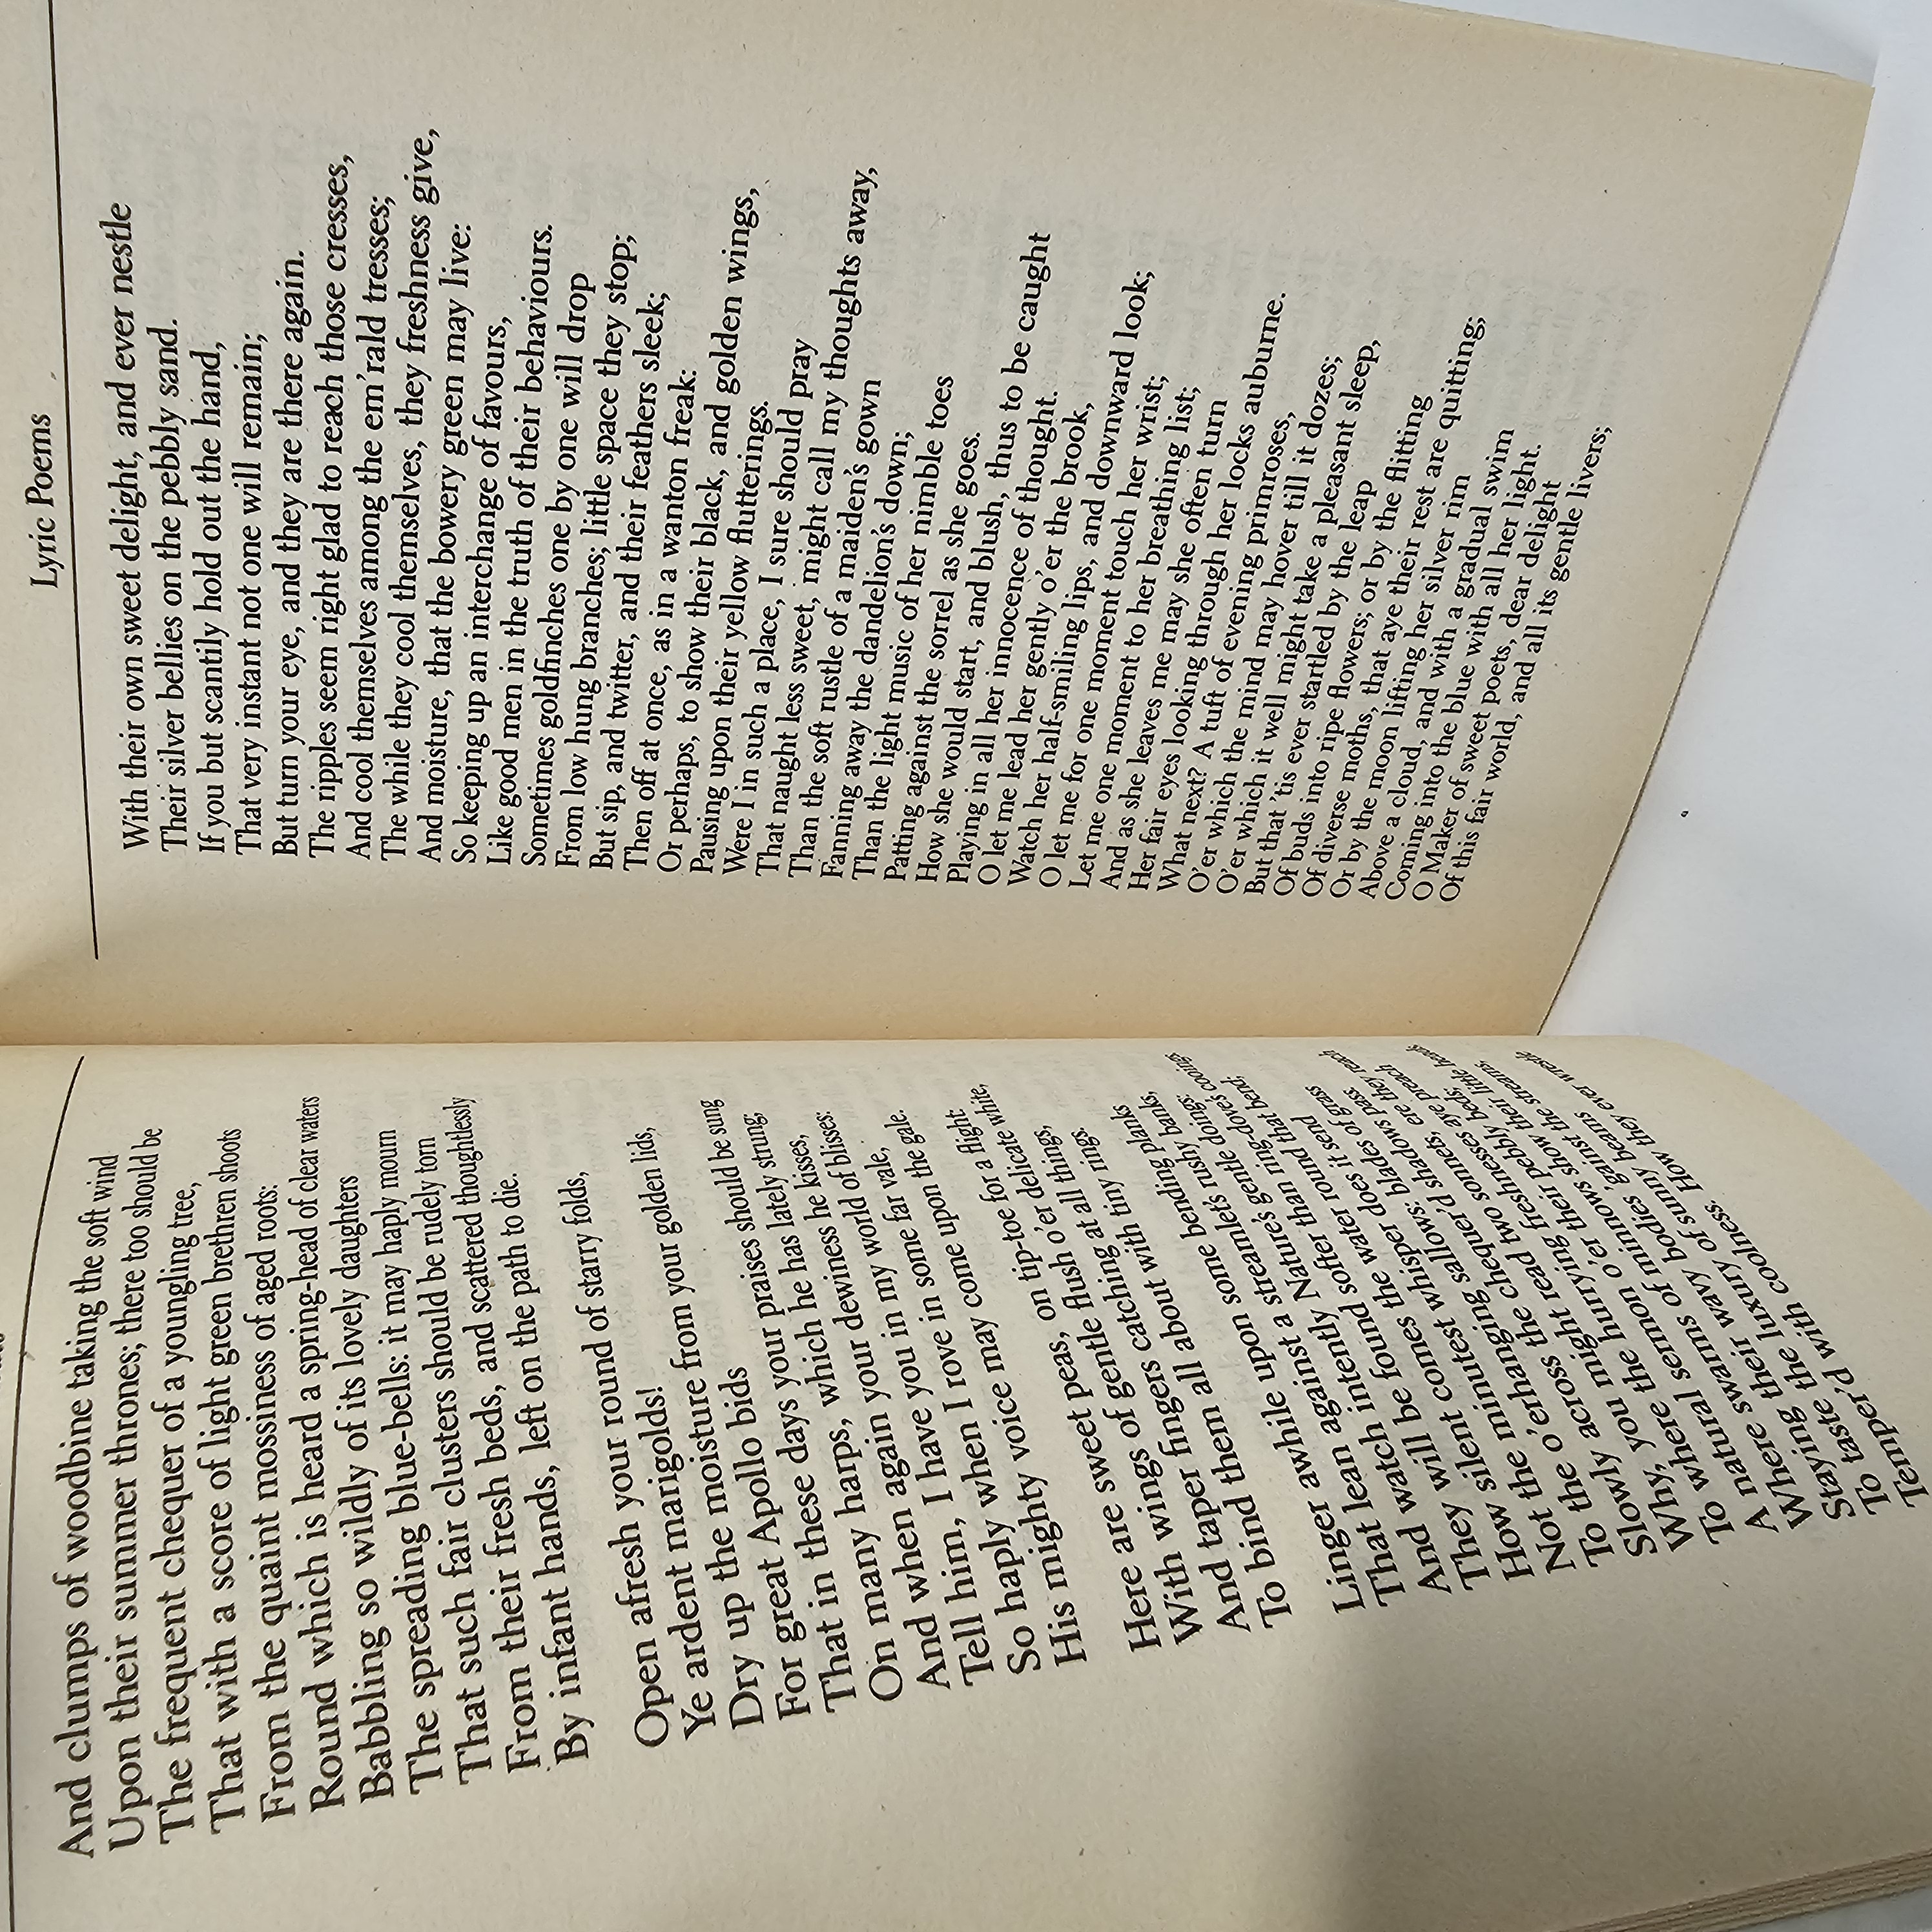 And clumps of woodbine taking the soft wind
Upon their summer thrones; there too should be
The frequent chequer of a youngling tree,
That with a score of light green brethren shoots
From the quaint mossiness of aged roots:
Round which is heard a spring-head of clear waters
Babbling so wildly of its lovely daughters
The spreading blue-bells: it may haply mourn
That such fair clusters should be rudely torn
From their fresh beds, and scattered thoughtlessly
By infant hands, left on the path to die.
Open afresh your round of starry folds,
Ye ardent marigolds!
Dry up the moisture from your golden lids,
For great Apollo bids
That in these days your praises should be sung
On many harps, which he has lately strung;
And when again your dewiness he kisses,
Tell him, I have you in my world of blisses:
So haply when I rove in some far vale,
His mighty voice may come upon the gale.
Here are sweet peas, on tip-toe for a flight:
With wings of gentle flush o'er delicate white,
And taper fingers catching at all things,
To bind them all about with tiny rings.
Linger awhile upon some bending planks
That lean against a streamlet's rushy banks,
And watch intently Nature's gentle doings:
They will be found softer than ring-dove's cooings.
How silent comes the water round that bend;
Not the minutest whisper does it send
To the o'erhanging sallows: blades of grass
Slowly across the chequer'd shadows pass.
Why, you might read two sonnets, ere they reach
To where the hurrying freshnesses aye preach
A natural sermon o'er their pebbly beds;
Where swarms of minnows show their little heads
Staying their wavy bodies 'gainst the streams,
To taste the luxury of sunny beams
Temper'd with coolness. How they ever wrestle
Lyric Poems
With their own sweet delight, and ever nestle
Their silver bellies on the pebbly sand.
If you but scantily hold out the hand,
That very instant not one will remain;
But turn your eye, and they are there again.
The ripples seem right glad to reach those cresses,
And cool themselves among the em'rald tresses;
The while they cool themselves, they freshness give,
And moisture, that the bowery green may live:
So keeping up an interchange of favours,
Like good men in the truth of their behaviours.
Sometimes goldfinches one by one will drop
From low hung branches; little space they stop;
But sip, and twitter, and their feathers sleek;
Then off at once, as in a wanton freak:
Or perhaps, to show their black, and golden wings,
Pausing upon their yellow flutterings.
Were I in such a place, I sure should pray
That naught less sweet, might call my thoughts away,
Than the soft rustle of a maiden's gown
Fanning away the dandelion's down;
Than the light music of her nimble toes
Patting against the sorrel as she goes.
How she would start, and blush, thus to be caught
Playing in all her innocence of thought.
O let me lead her gently o'er the brook,
Watch her half-smiling lips, and downward look;
O let me for one moment touch her wrist;
Let me one moment to her breathing list;
And as she leaves me may she often turn
Her fair eyes looking through her locks auburne.
What next? A tuft of evening primroses,
O'er which the mind may hover till it dozes;
O'er which it well might take a pleasant sleep,
But that 'tis ever startled by the leap
Of buds into ripe flowers; or by the flitting
Of diverse moths, that aye their rest are quitting;
Or by the moon lifting her silver rim
Above a cloud, and with a gradual swim
Coming into the blue with all her light.
O Maker of sweet poets, dear delight
Of this fair world, and all its gentle livers;